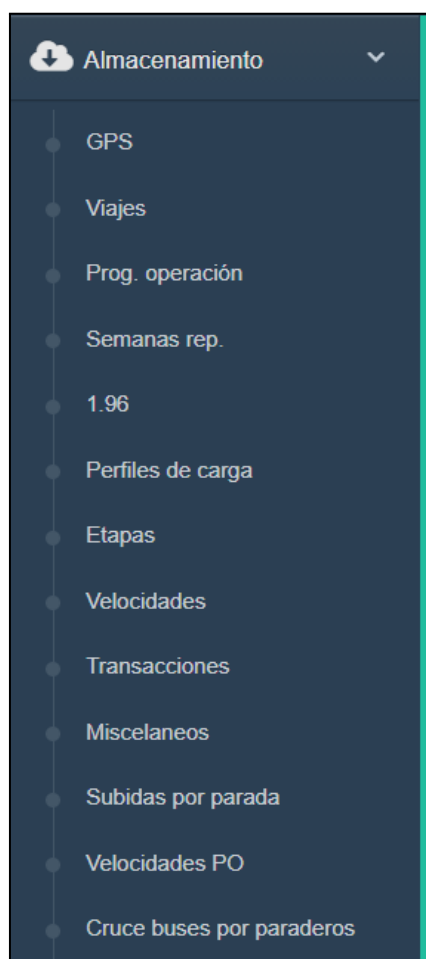 Almacenamiento
GPS
Viajes
Prog. operación
Semanas rep.
1.96
Perfiles de carga
Etapas
Velocidades
Transacciones
Miscelaneos
Subidas por parada
Velocidades PO
Cruce buses por paraderos